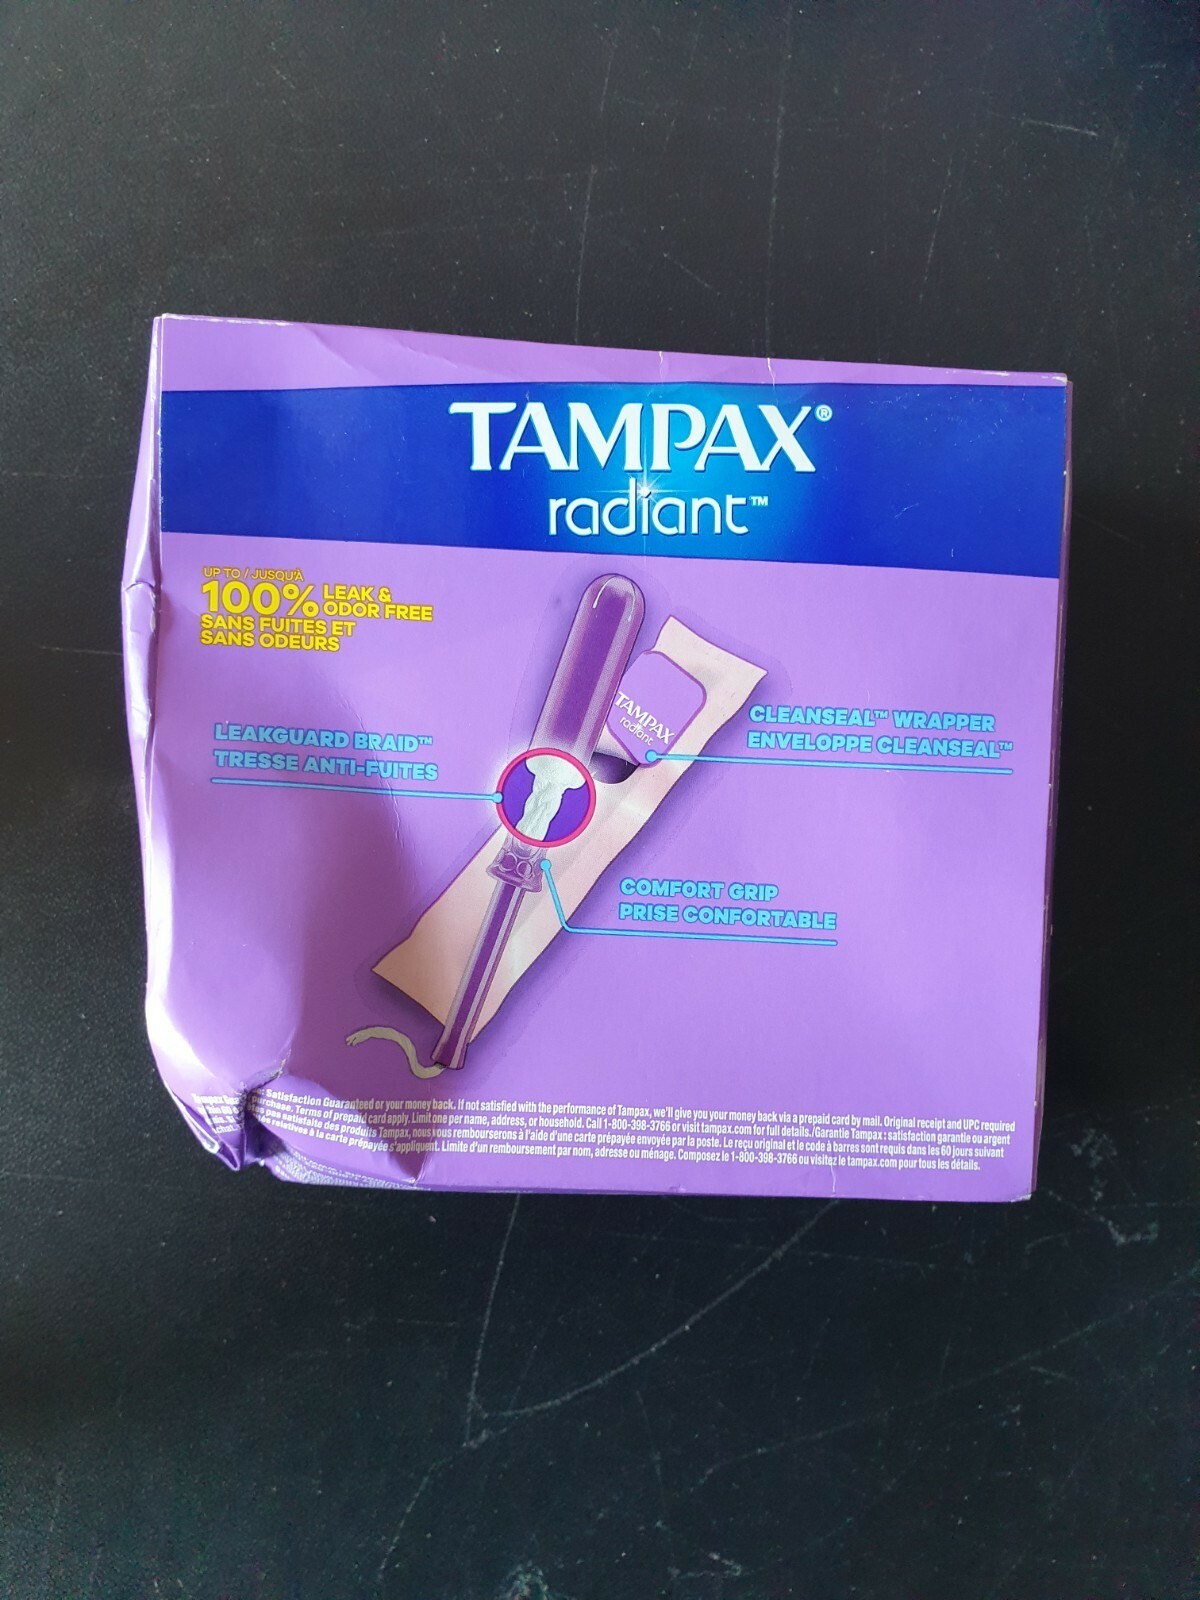 TAMPAX®
radiant™
UP TO / JUSQU'À
100% LEAK &
ODOR FREE
SANS FUITES ET
SANS ODEURS
TAMPAX
radiant
CLEANSEAL™ WRAPPER
ENVELOPPE CLEANSEAL™
LEAKGUARD BRAID™
TRESSE ANTI-FUITES
COMFORT GRIP
PRISE CONFORTABLE
Tampax : Satisfaction Guaranteed or your money back. If not satisfied with the performance of Tampax, we'll give you your money back via a prepaid card by mail. Original receipt and UPC required
purchase. Terms of prepaid card apply. Limit one per name, address, or household. Call 1-800-398-3766 or visit tampax.com for full details./Garantie Tampax : satisfaction garantie ou argent
pas satisfaite des produits Tampax, nous vous rembourserons à l'aide d'une carte prépayée envoyée par la poste. Le reçu original et le code à barres sont requis dans les 60 jours suivant
relatives à la carte prépayée s'appliquent. Limite d'un remboursement par nom, adresse ou ménage. Composez le 1-800-398-3766 ou visitez le tampax.com pour tous les détails.